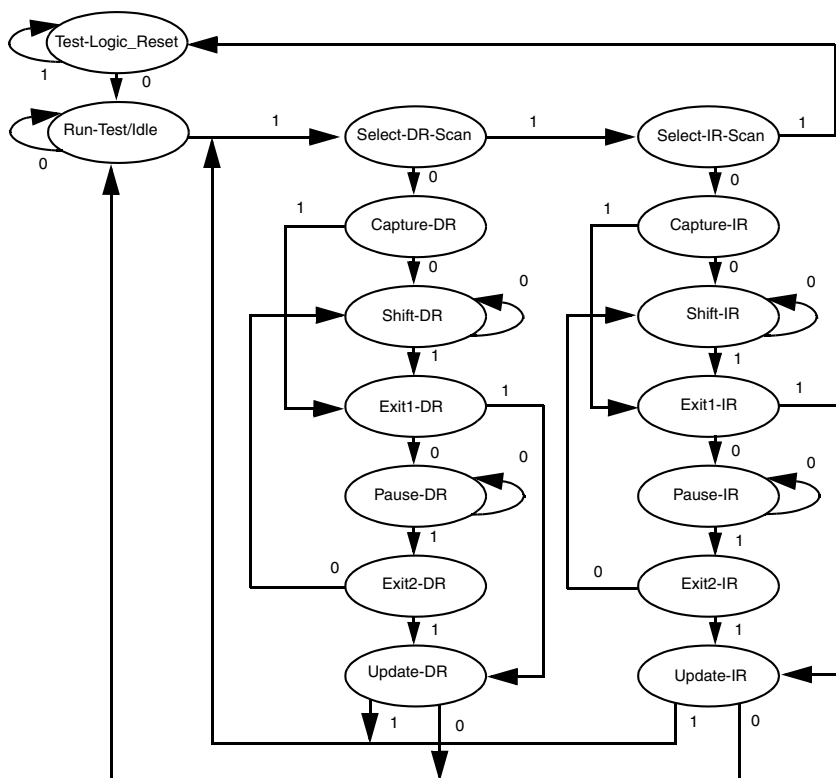 Test-Logic_Reset
1
0
Run-Test/Idle
0
1
Select-DR-Scan
1
Select-IR-Scan
1
0
0
1
Capture-DR
1
Capture-IR
0
0
0
0
Shift-DR
Shift-IR
1
1
Exit1-DR
1
Exit1-IR
1
0
0
0
0
Pause-DR
Pause-IR
1
1
0
Exit2-DR
0
Exit2-IR
1
1
Update-DR
Update-IR
1
0
1
0